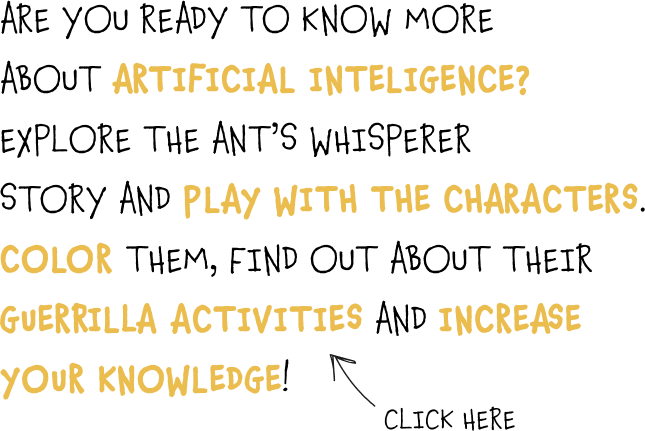 ARE YOU READY TO KNOW MORE
ABOUT ARTIFICIAL INTELIGENCE?
EXPLORE THE ANT'S WHISPERER
STORY AND PLAY WITH THE CHARACTERS.
COLOR THEM, FIND OUT ABOUT THEIR
GUERRILLA ACTIVITIES AND INCREASE
YOUR KNOWLEDGE!
CLICK HERE